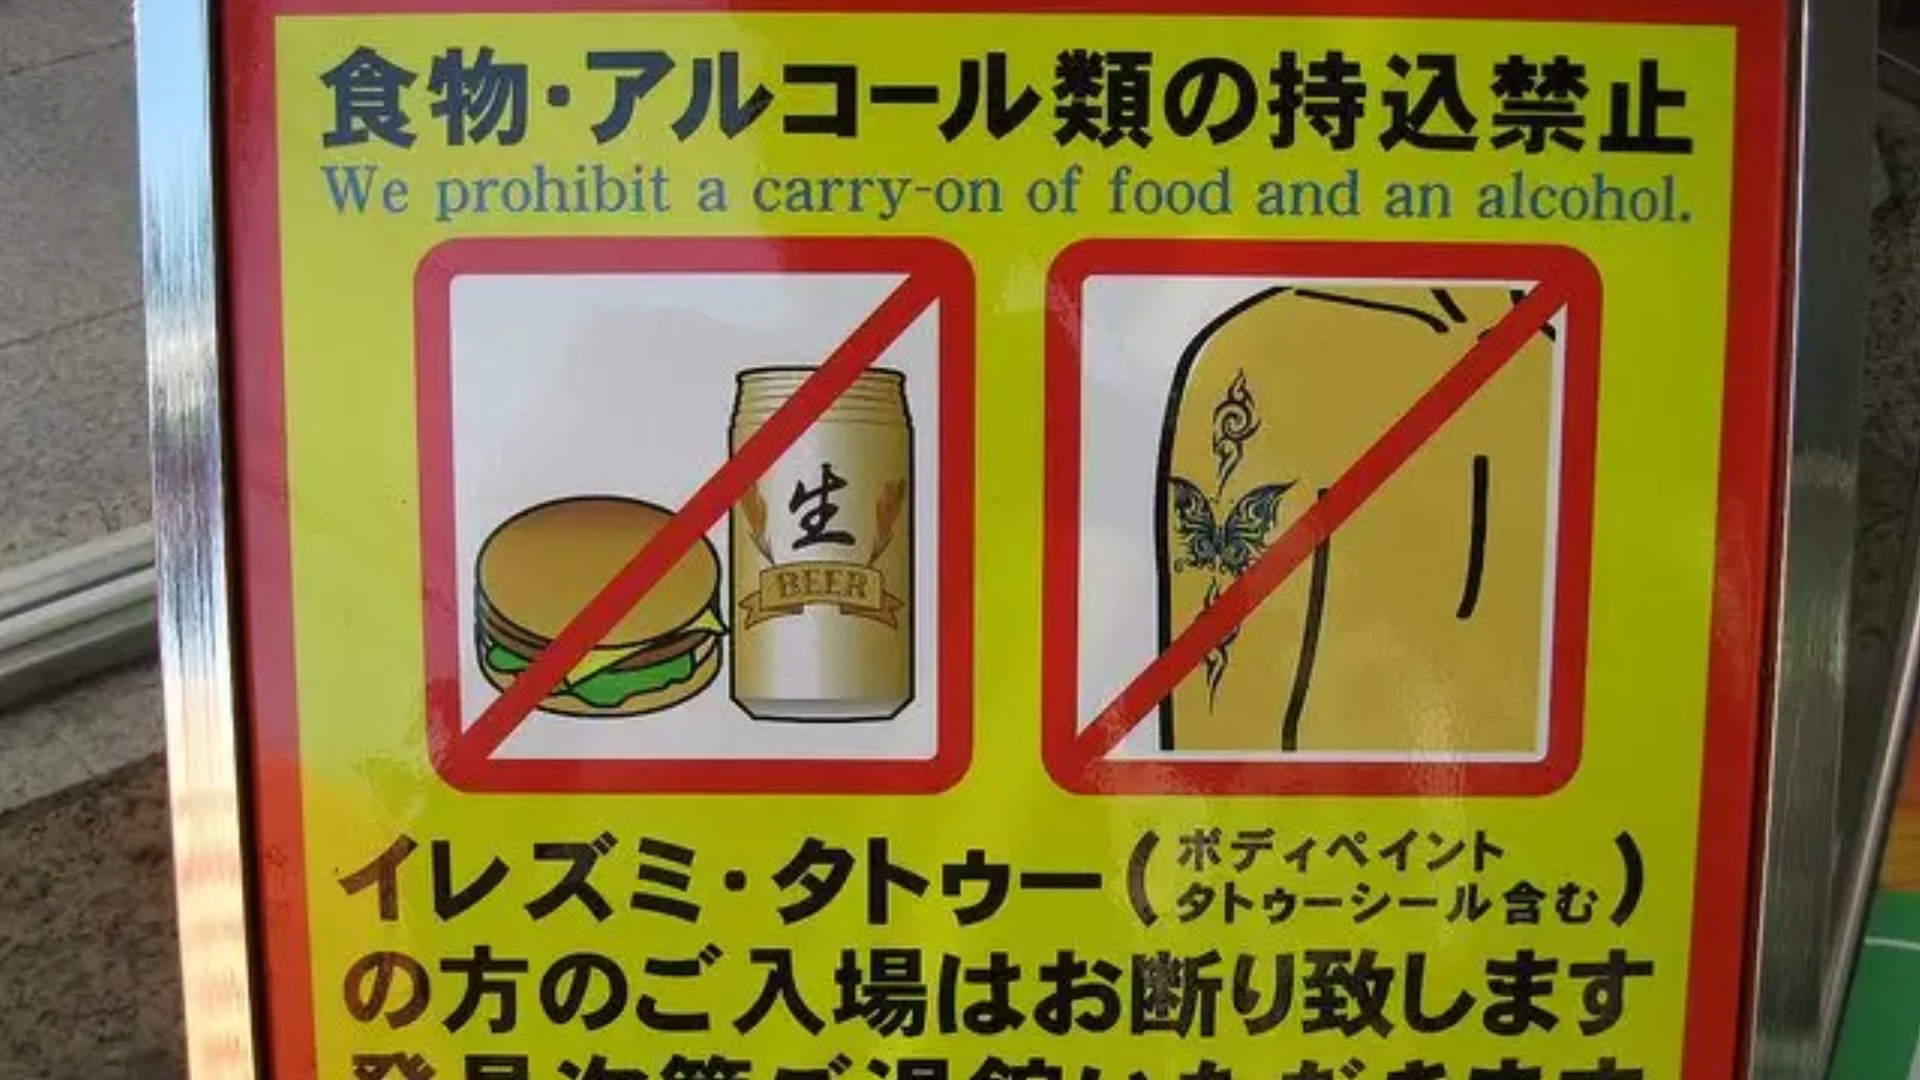 食物・アルコール類の持込禁止
We prohibit a carry-on of food and an alcohol.
生
BEER
イレズミ・タトゥー(ボディペイント
タトゥーシール含む)
の方のご入場はお断り致します
発見次第ご退館いただきます